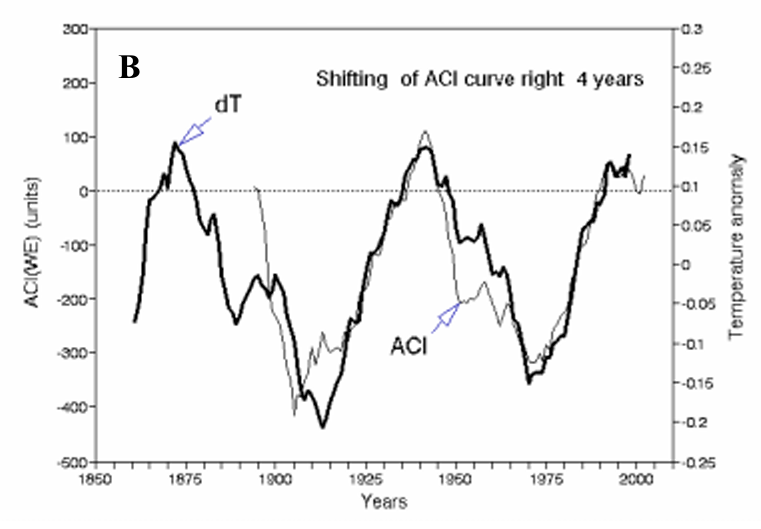 B
Shifting of ACI curve right 4 years
dT
ACI
300
200
100
0
-100
-200
-300
-400
-500
ACI(WE) (units)
0.3
0.25
0.2
0.15
0.1
0.05
0
-0.05
-0.1
-0.15
-0.2
-0.25
Temperature anomaly
1850 1875 1900 1925 1950 1975 2000
Years